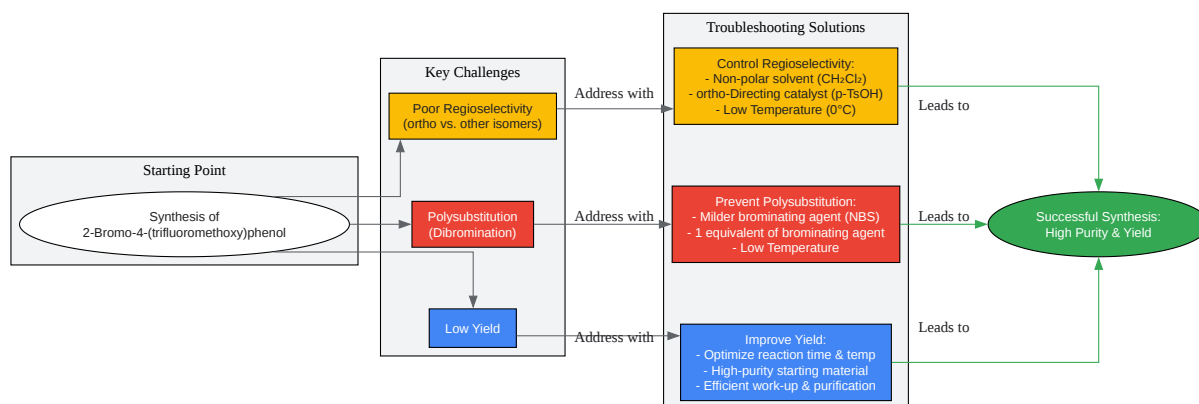 Starting Point
Synthesis of
2-Bromo-4-(trifluoromethoxy)phenol
Key Challenges
Poor Regioselectivity
(ortho vs. other isomers)
Polysubstitution
(Dibromination)
Low Yield
Address with
Address with
Address with
Troubleshooting Solutions
Control Regioselectivity:
- Non-polar solvent (CH₂Cl₂)
- ortho-Directing catalyst (p-TsOH)
- Low Temperature (0°C)
Prevent Polysubstitution:
- Milder brominating agent (NBS)
- 1 equivalent of brominating agent
- Low Temperature
Improve Yield:
- Optimize reaction time & temp
- High-purity starting material
- Efficient work-up & purification
Leads to
Leads to
Leads to
Successful Synthesis:
High Purity & Yield